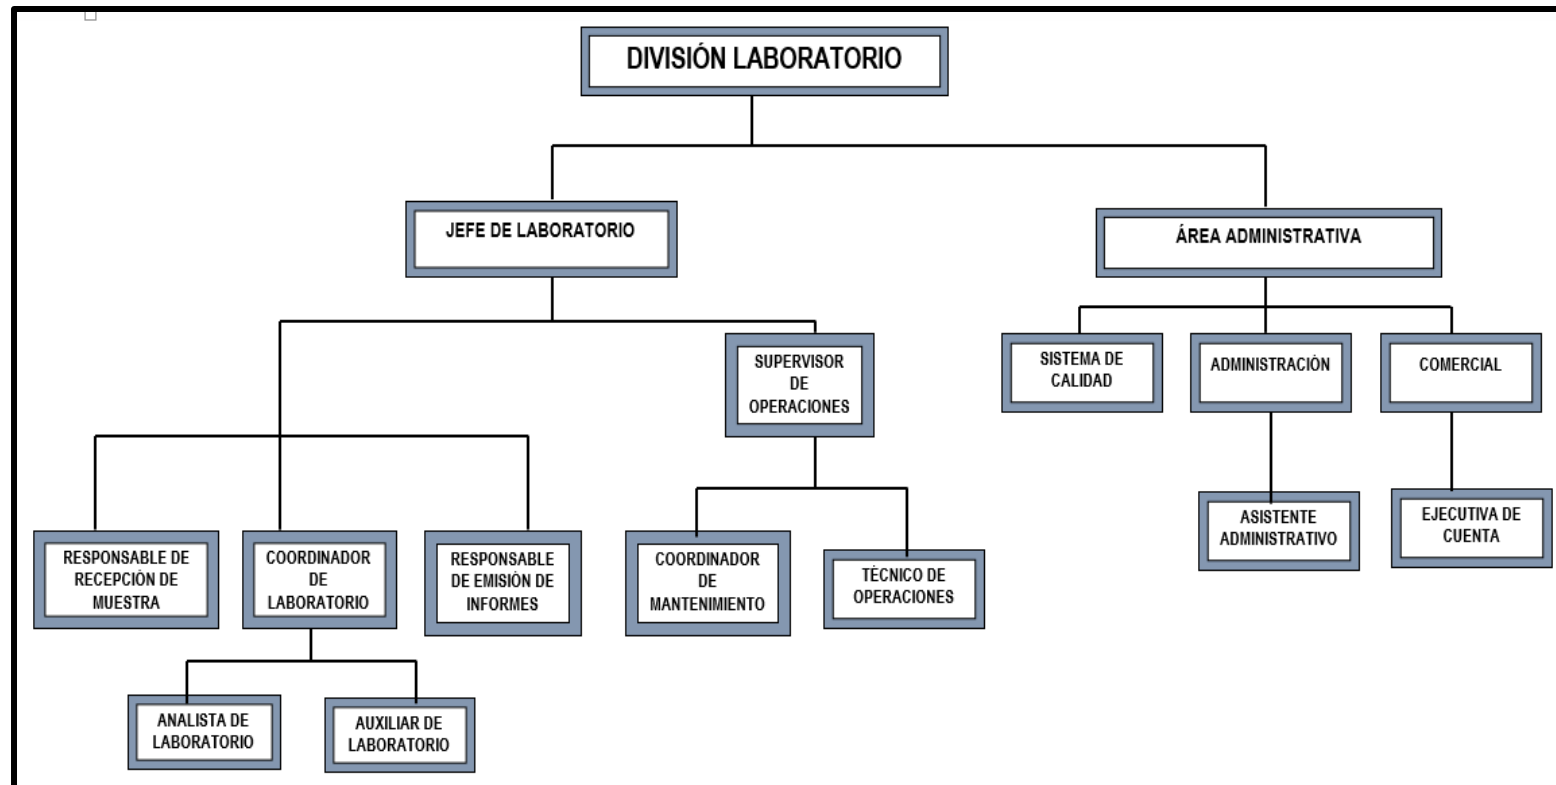 DIVISIÓN LABORATORIO
JEFE DE LABORATORIO
ÁREA ADMINISTRATIVA
SUPERVISOR
DE
OPERACIONES
SISTEMA DE
CALIDAD
ADMINISTRACIÓN
COMERCIAL
ASISTENTE
ADMINISTRATIVO
EJECUTIVA DE
CUENTA
RESPONSABLE DE
RECEPCIÓN DE
MUESTRA
COORDINADOR
DE
LABORATORIO
RESPONSABLE
DE EMISIÓN DE
INFORMES
COORDINADOR
DE
MANTENIMIENTO
TÉCNICO DE
OPERACIONES
ANALISTA DE
LABORATORIO
AUXILIAR DE
LABORATORIO